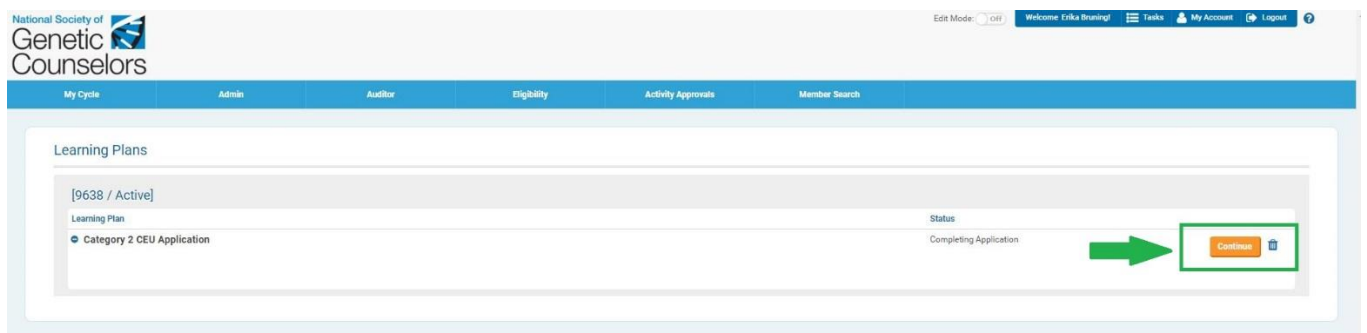 National Society of
Genetic
Counselors
Edit Mode: Off
Welcome Erika Bruning! Tasks My Account Logout ?
My Cycle Admin Auditor Eligibility Activity Approvals Member Search
Learning Plans
[9638 / Active]
Learning Plan Status
Category 2 CEU Application Completing Application Continue